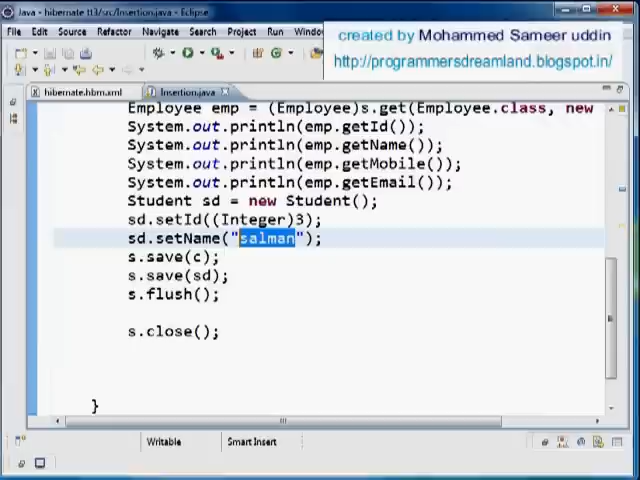 Java - hibernate tt3/src/Insertion.java - Eclipse
File Edit Source Refactor Navigate Search Project Run
created by Mohammed Sameer uddin
http://programmersdreamland.blogspot.in/
hibernate.hbm.xml Insertion.java
Employee emp = (Employee)s.get(Employee.class, new
System.out.println(emp.getId());
System.out.println(emp.getName());
System.out.println(emp.getMobile());
System.out.println(emp.getEmail());
Student sd = new Student();
sd.setId((Integer)3);
sd.setName("salman");
s.save(c);
s.save(sd);
s.flush();
s.close();
}
Writable Smart Insert